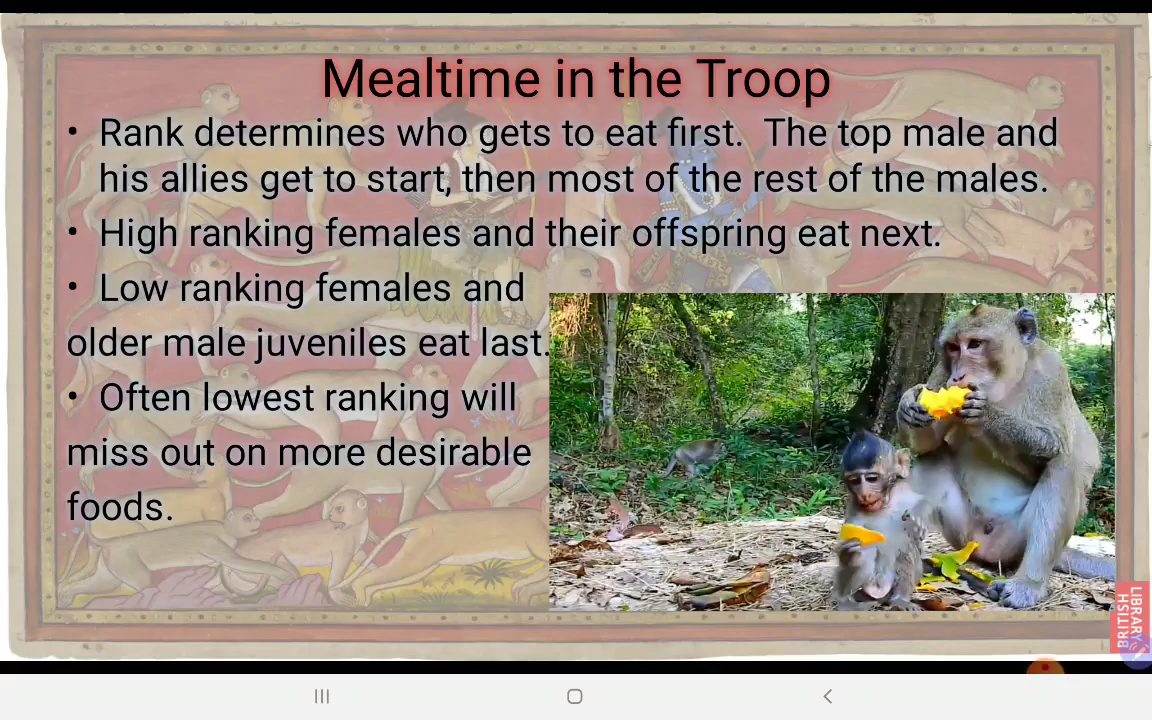 Mealtime in the Troop
• Rank determines who gets to eat first. The top male and
his allies get to start, then most of the rest of the males.
• High ranking females and their offspring eat next.
• Low ranking females and
older male juveniles eat last.
• Often lowest ranking will
miss out on more desirable
foods.
BRITISH
LIBRARY